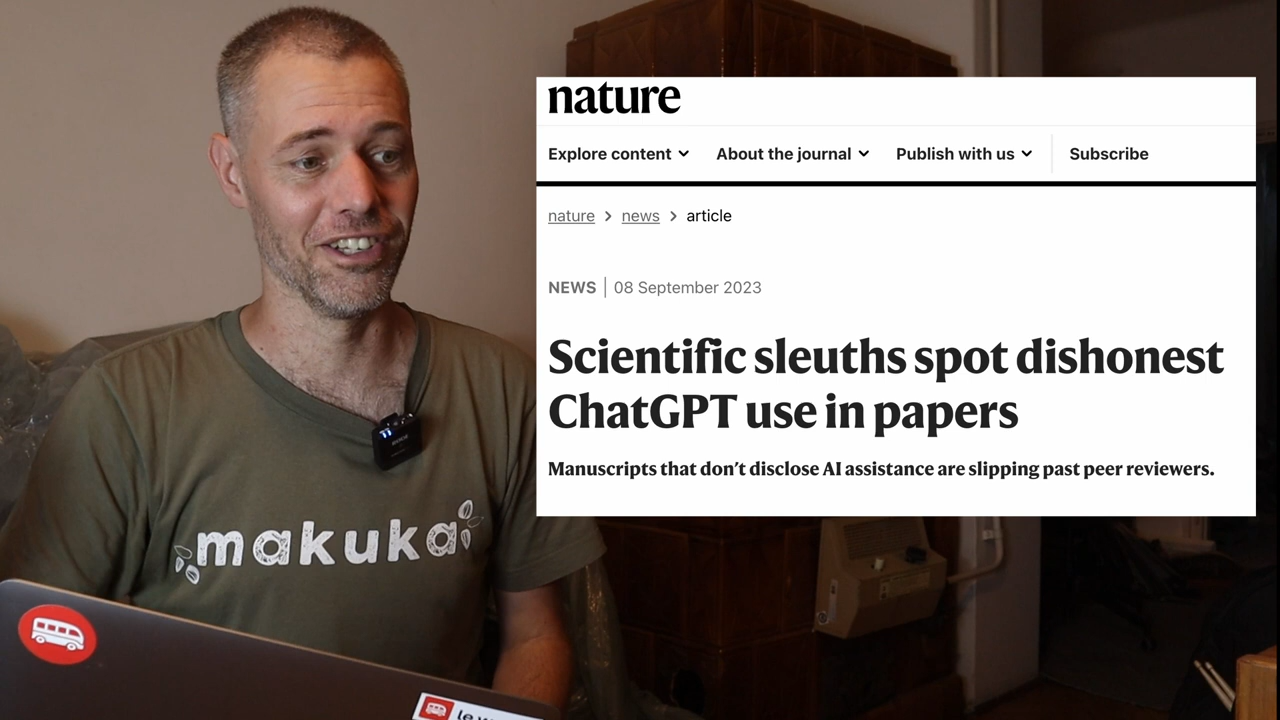 nature
Explore content About the journal Publish with us Subscribe
nature > news > article
NEWS | 08 September 2023
Scientific sleuths spot dishonest
ChatGPT use in papers
Manuscripts that don't disclose AI assistance are slipping past peer reviewers.
makuka